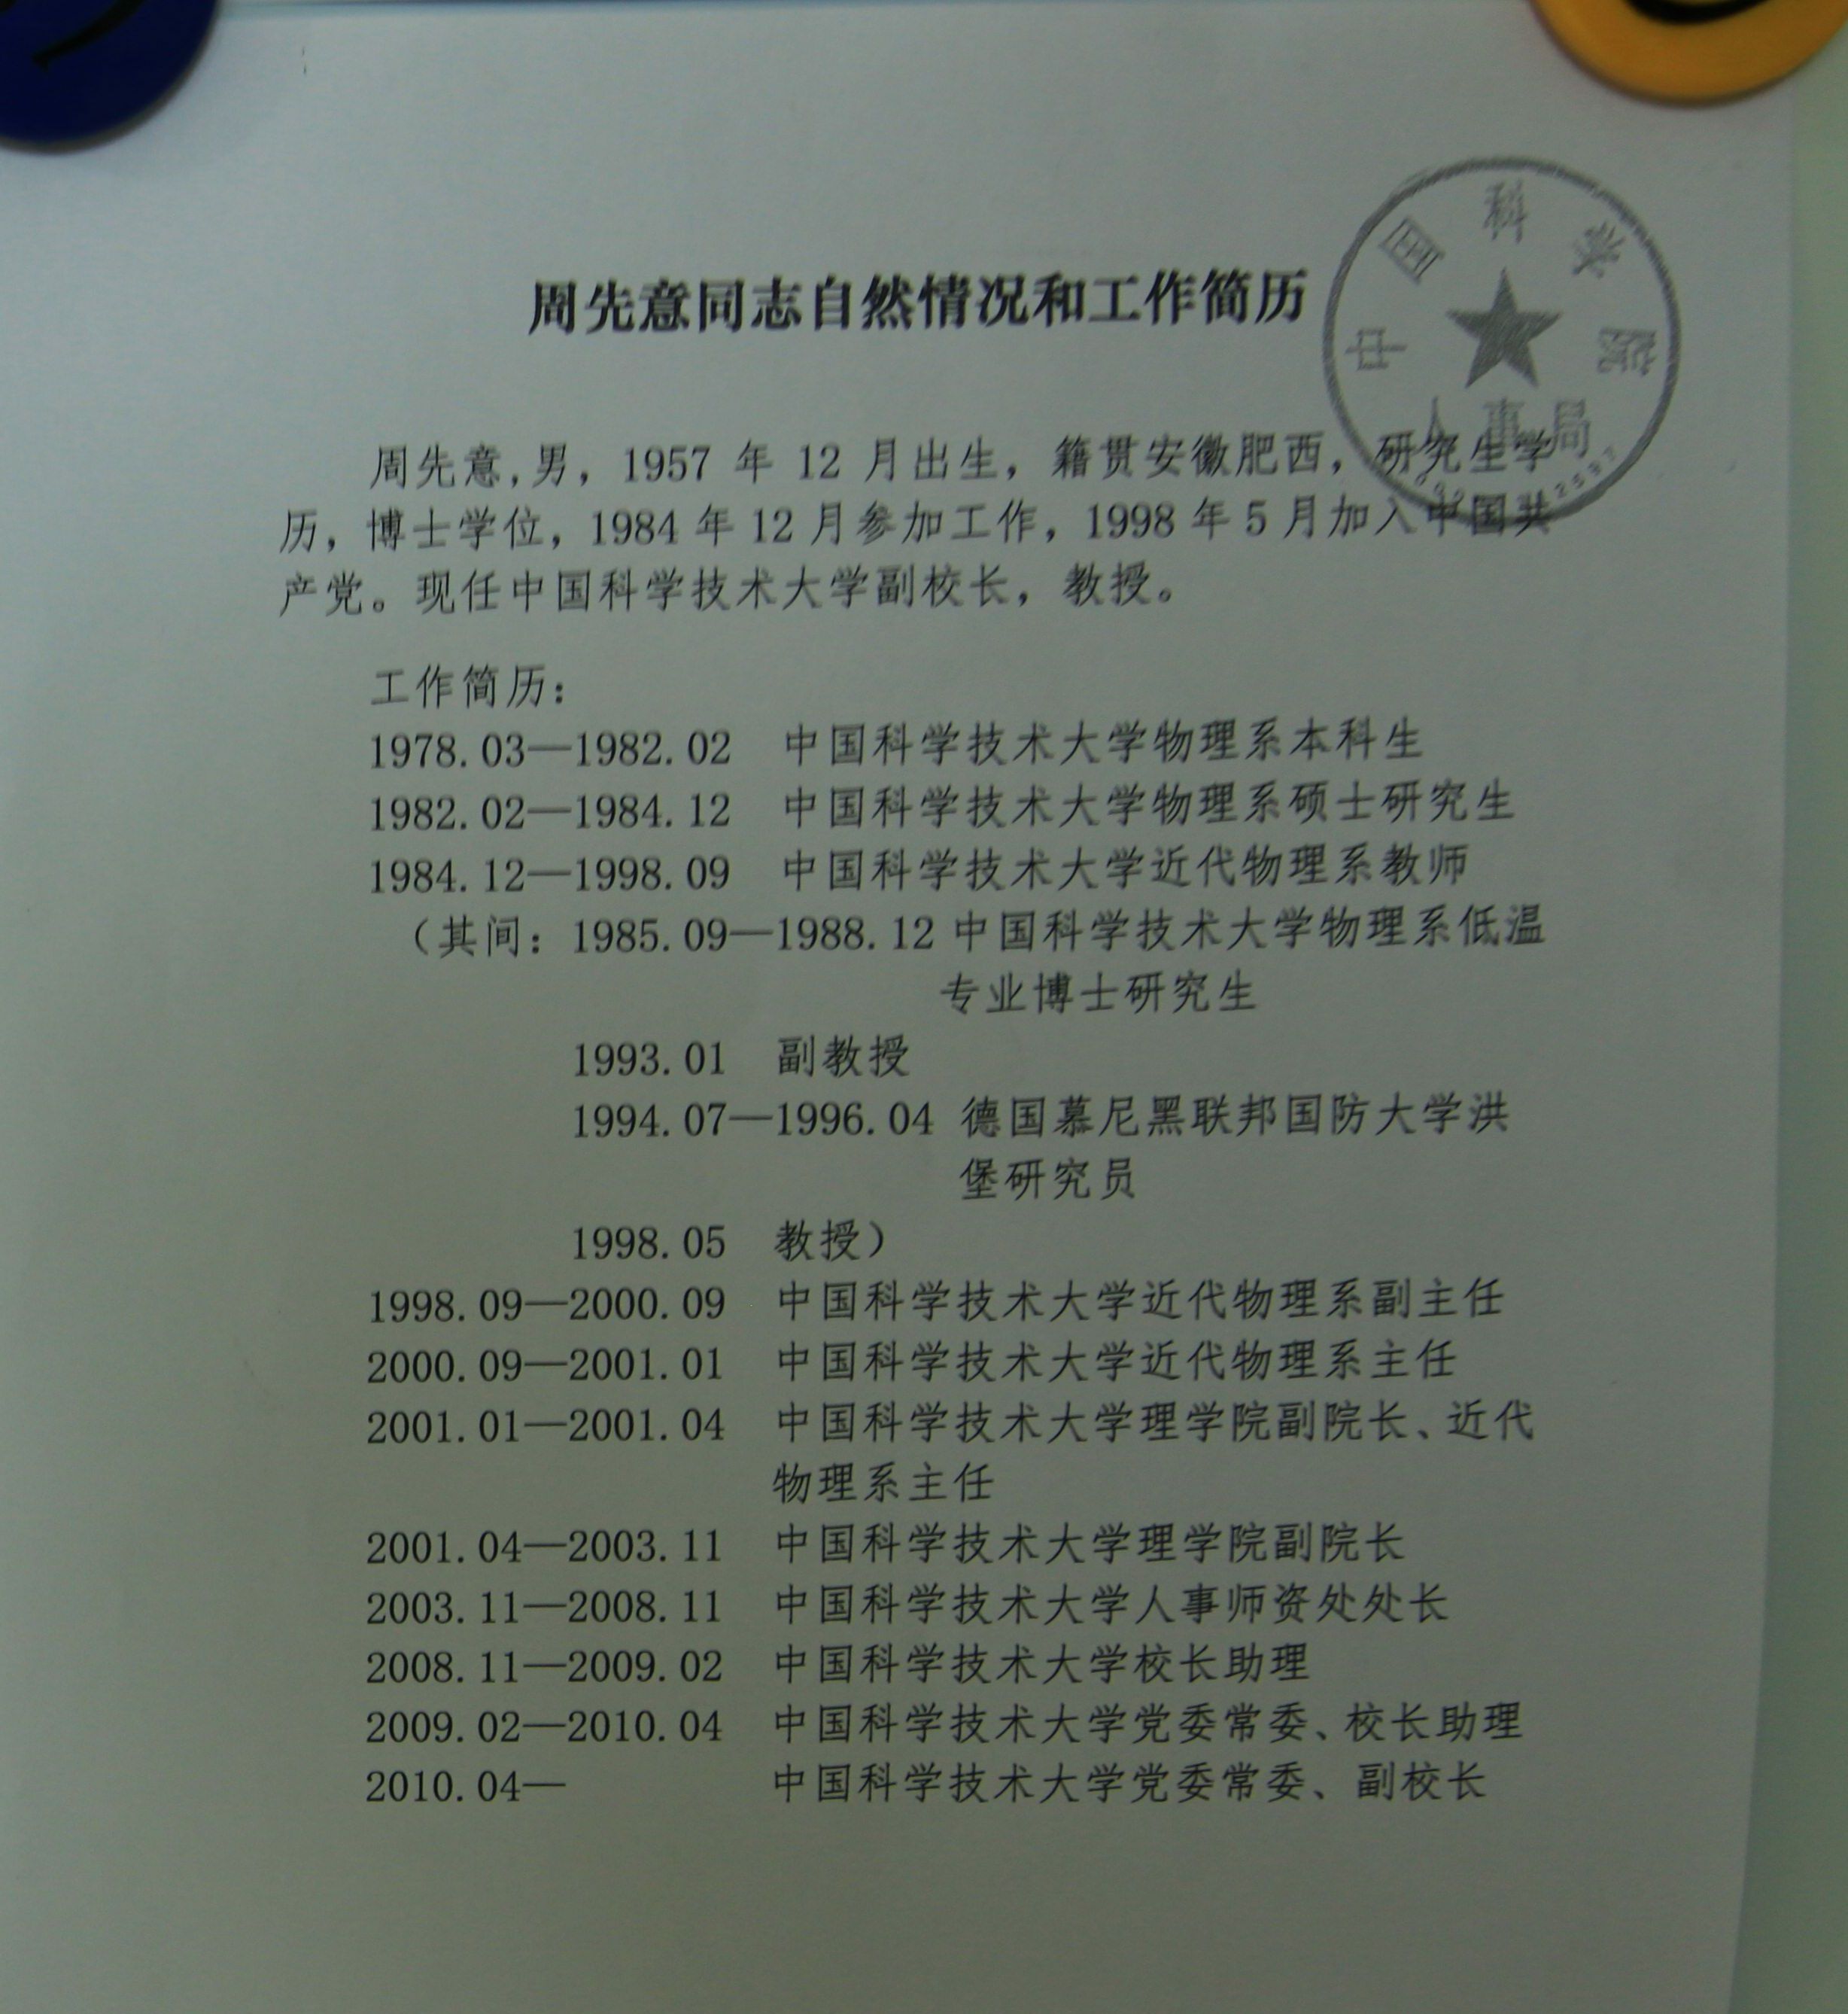 周先意同志自然情况和工作简历
中国科学院
人事局
周先意,男，1957 年 12 月出生，籍贯安徽肥西，研究生学
历，博士学位，1984 年 12 月参加工作，1998 年 5 月加入中国共
产党。现任中国科学技术大学副校长，教授。
工作简历：
1978.03—1982.02 中国科学技术大学物理系本科生
1982.02—1984.12 中国科学技术大学物理系硕士研究生
1984.12—1998.09 中国科学技术大学近代物理系教师
（其间：1985.09—1988.12 中国科学技术大学物理系低温
专业博士研究生
1993.01 副教授
1994.07—1996.04 德国慕尼黑联邦国防大学洪
堡研究员
1998.05 教授）
1998.09—2000.09 中国科学技术大学近代物理系副主任
2000.09—2001.01 中国科学技术大学近代物理系主任
2001.01—2001.04 中国科学技术大学理学院副院长、近代
物理系主任
2001.04—2003.11 中国科学技术大学理学院副院长
2003.11—2008.11 中国科学技术大学人事师资处处长
2008.11—2009.02 中国科学技术大学校长助理
2009.02—2010.04 中国科学技术大学党委常委、校长助理
2010.04— 中国科学技术大学党委常委、副校长